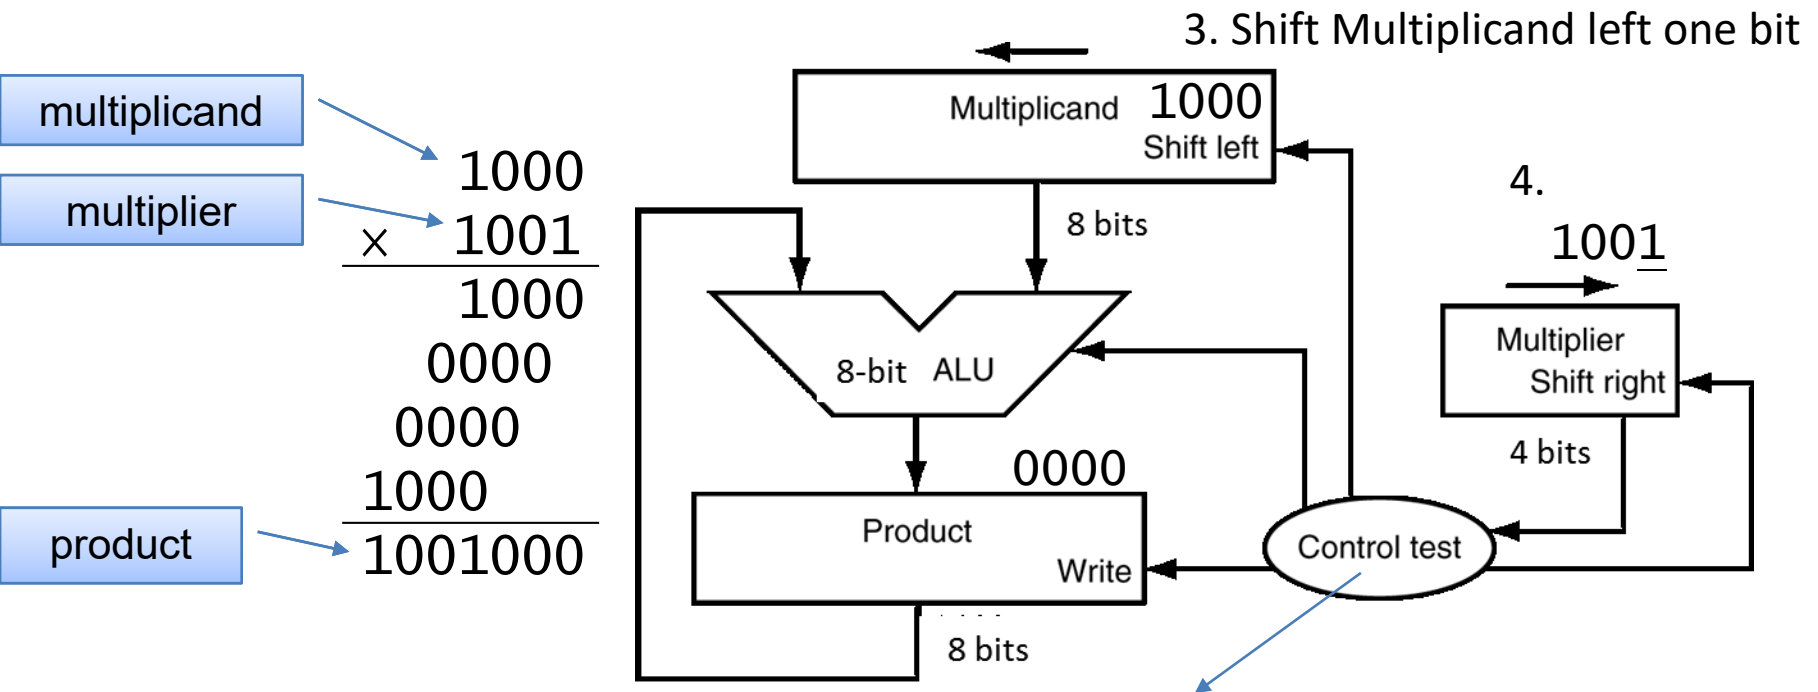 3. Shift Multiplicand left one bit
multiplicand
1000
multiplier
× 1001
1000
0000
0000
1000
product
1001000
Multiplicand 1000
Shift left
8 bits
8-bit ALU
0000
Product
Write
8 bits
4.
1001
Multiplier
Shift right
4 bits
Control test